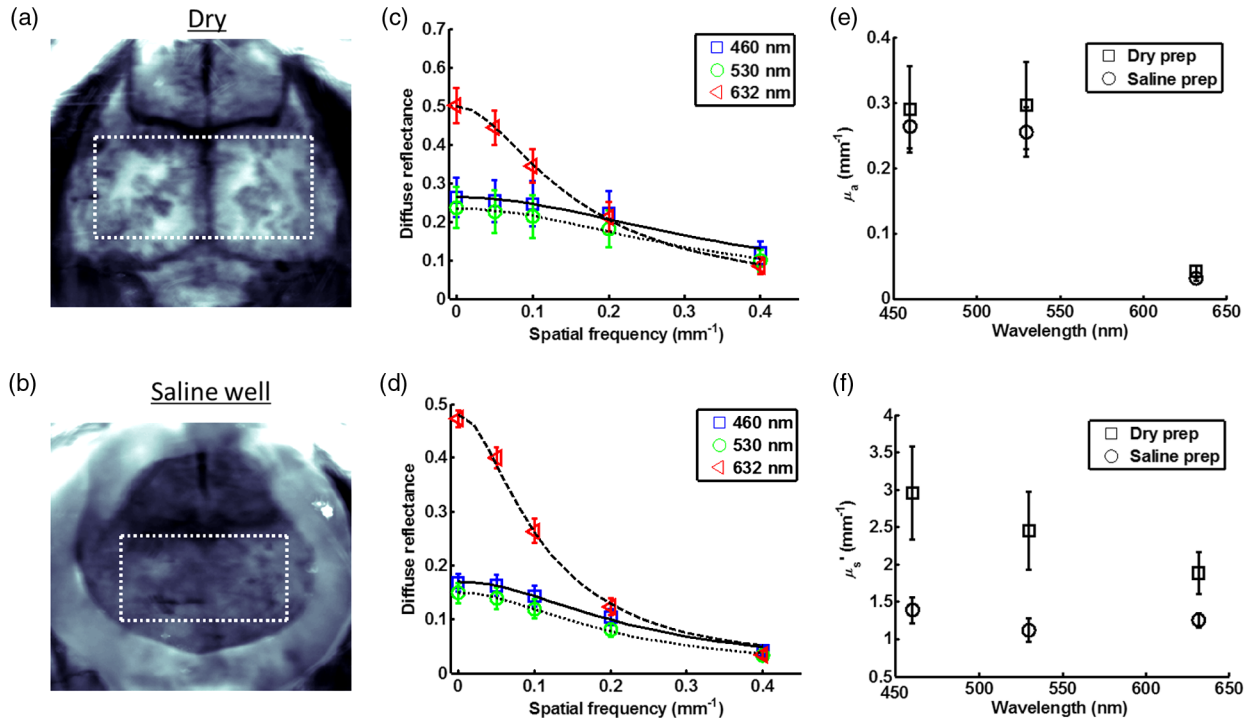 (a)
Dry
(b)
Saline well
(c)
0.7
0.6
0.5
0.4
0.3
0.2
0.1
0
Diffuse reflectance
460 nm
530 nm
632 nm
0
0.1
0.2
0.3
0.4
Spatial frequency (mm⁻¹)
(d)
0.5
0.4
0.3
0.2
0.1
0
Diffuse reflectance
460 nm
530 nm
632 nm
0
0.1
0.2
0.3
0.4
Spatial frequency (mm⁻¹)
(e)
0.4
0.3
0.2
0.1
0
μa (mm⁻¹)
Dry prep
Saline prep
450
500
550
600
650
Wavelength (nm)
(f)
4
3.5
3
2.5
2
1.5
1
0.5
μs' (mm⁻¹)
Dry prep
Saline prep
450
500
550
600
650
Wavelength (nm)